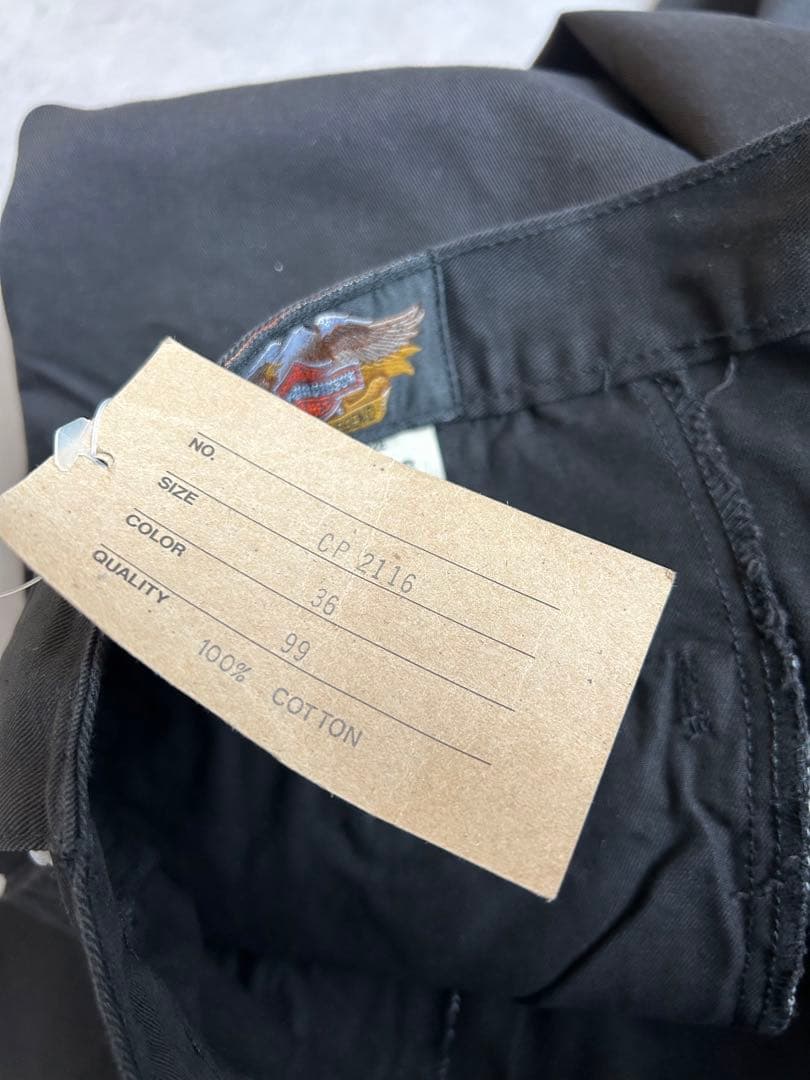 NO. CP 2116
SIZE 36
COLOR 99
QUALITY 100% COTTON